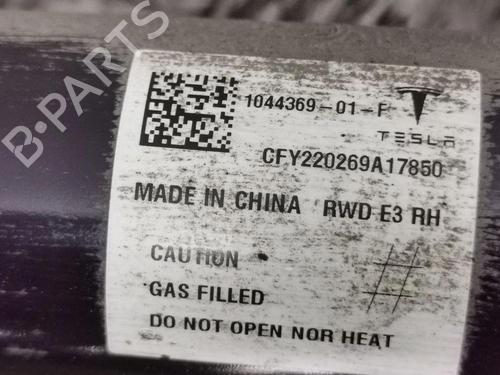 B-PARTS
1044369-01-F
TESLA
CFY220269A17850
MADE IN CHINA RWD E3 RH
CAUTION
GAS FILLED
DO NOT OPEN NOR HEAT